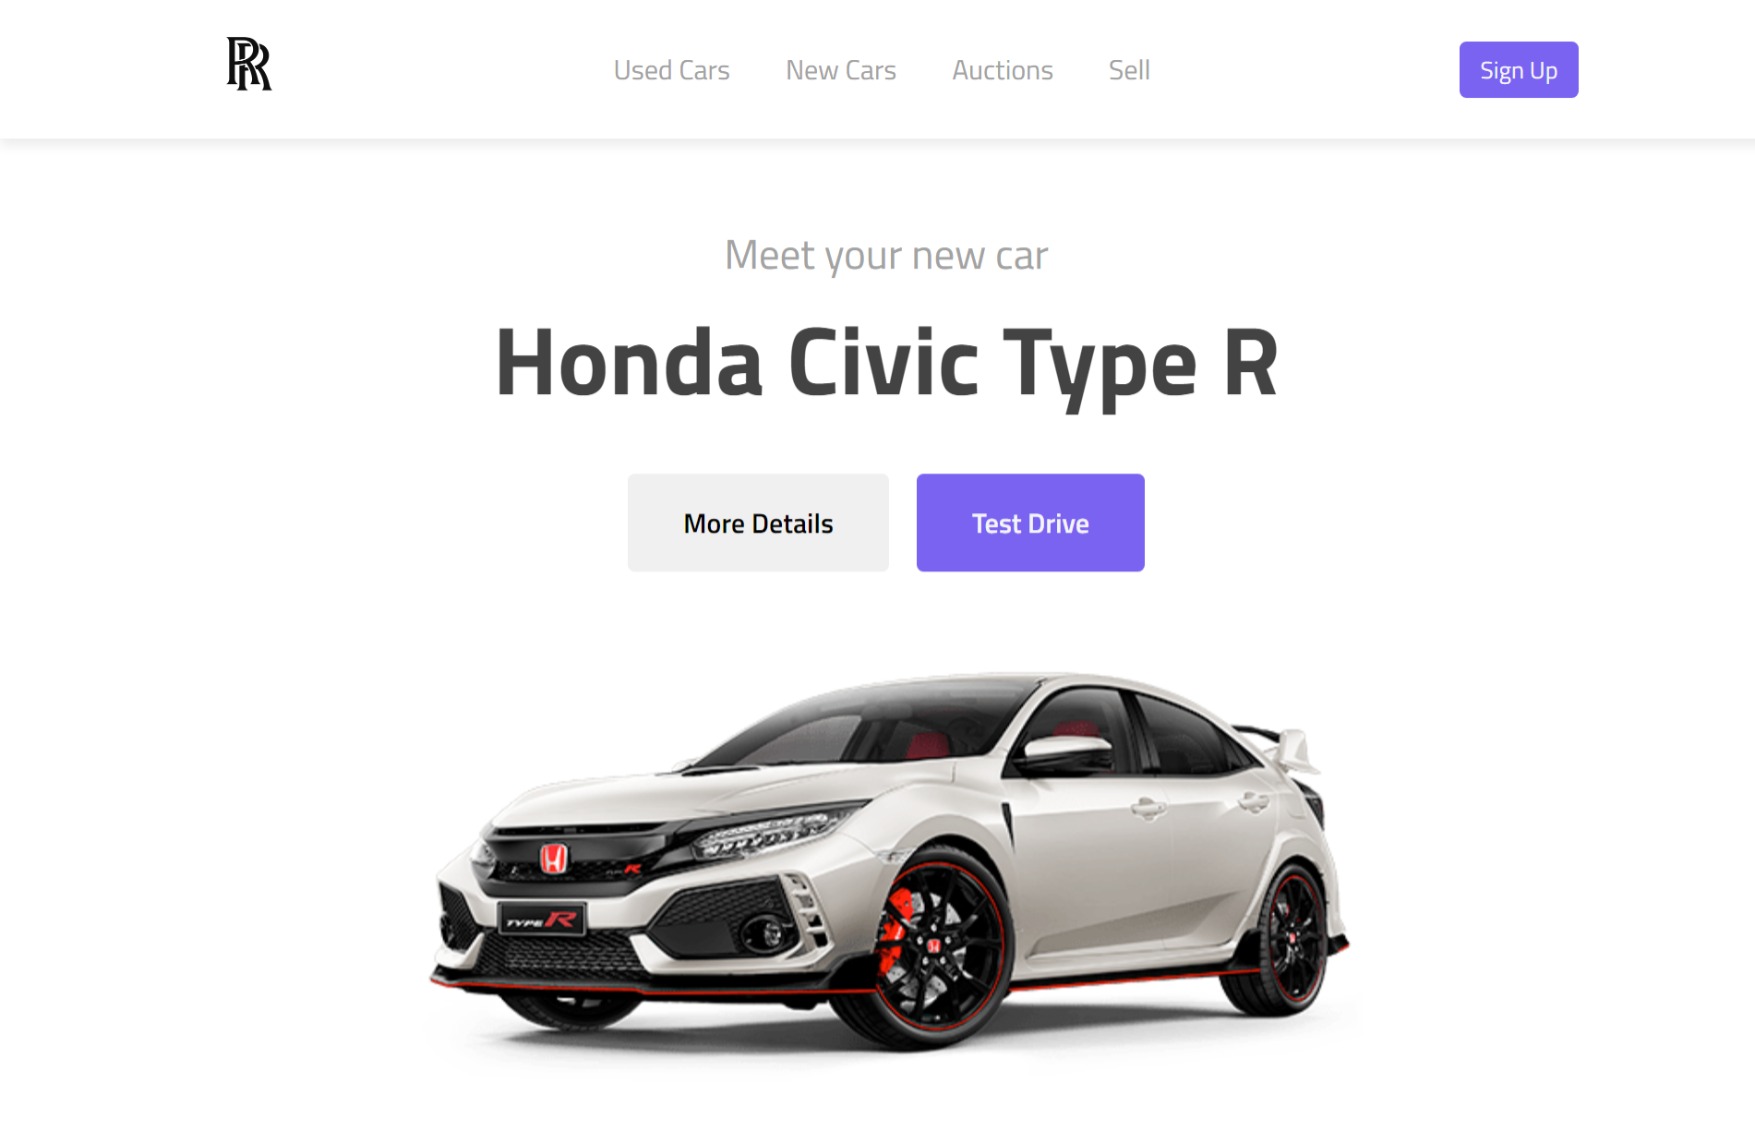 RR
Used Cars
New Cars
Auctions
Sell
Sign Up
Meet your new car
Honda Civic Type R
More Details
Test Drive
TYPE R
TYPE R